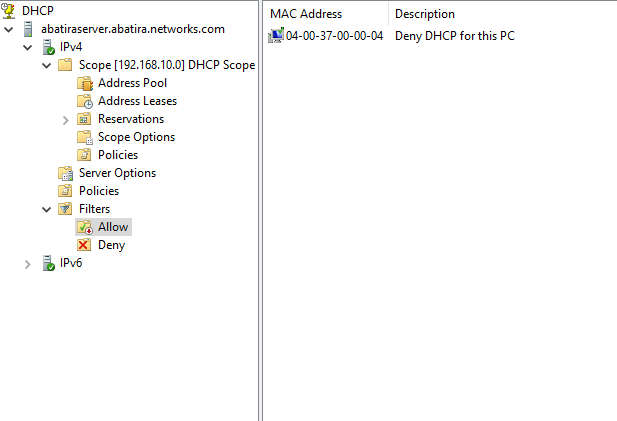 DHCP
abatiraserver.abatira.networks.com
IPv4
Scope [192.168.10.0] DHCP Scope
Address Pool
Address Leases
Reservations
Scope Options
Policies
Server Options
Policies
Filters
Allow
Deny
IPv6
MAC Address Description
04-00-37-00-00-04 Deny DHCP for this PC